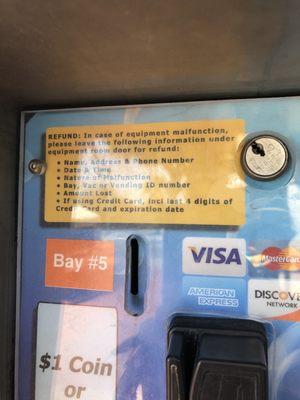 REFUND: In case of equipment malfunction,
please leave the following information under
equipment room door for refund:
• Name, Address & Phone Number
• Date & Time
• Nature of Malfunction
• Bay, Vac or Vending ID number
• Amount Lost
• If using Credit Card, incl last 4 digits of
Credit Card and expiration date
Bay #5
VISA
MasterCar
AMERICAN
EXPRESS
DISCOVE
NETWORK
$1 Coin
or